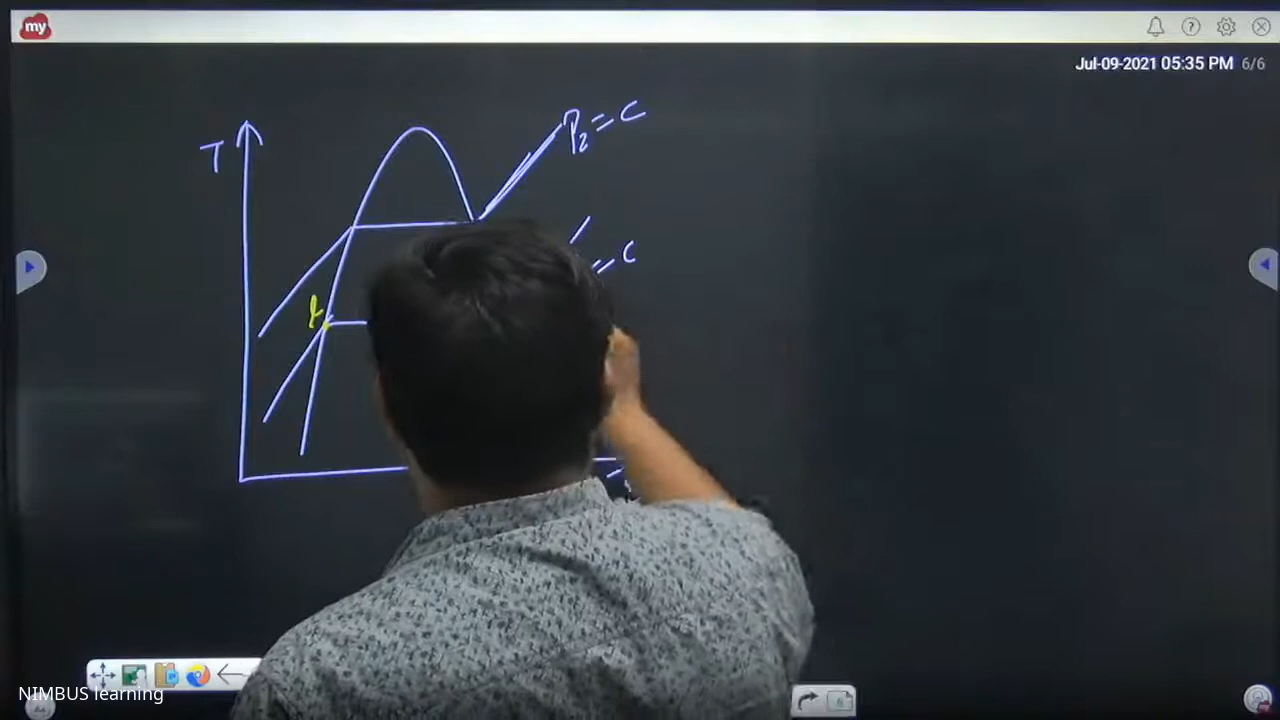 my
Jul-09-2021 05:35 PM 6/6
T
P₂ = C
= C
NIMBUS learning